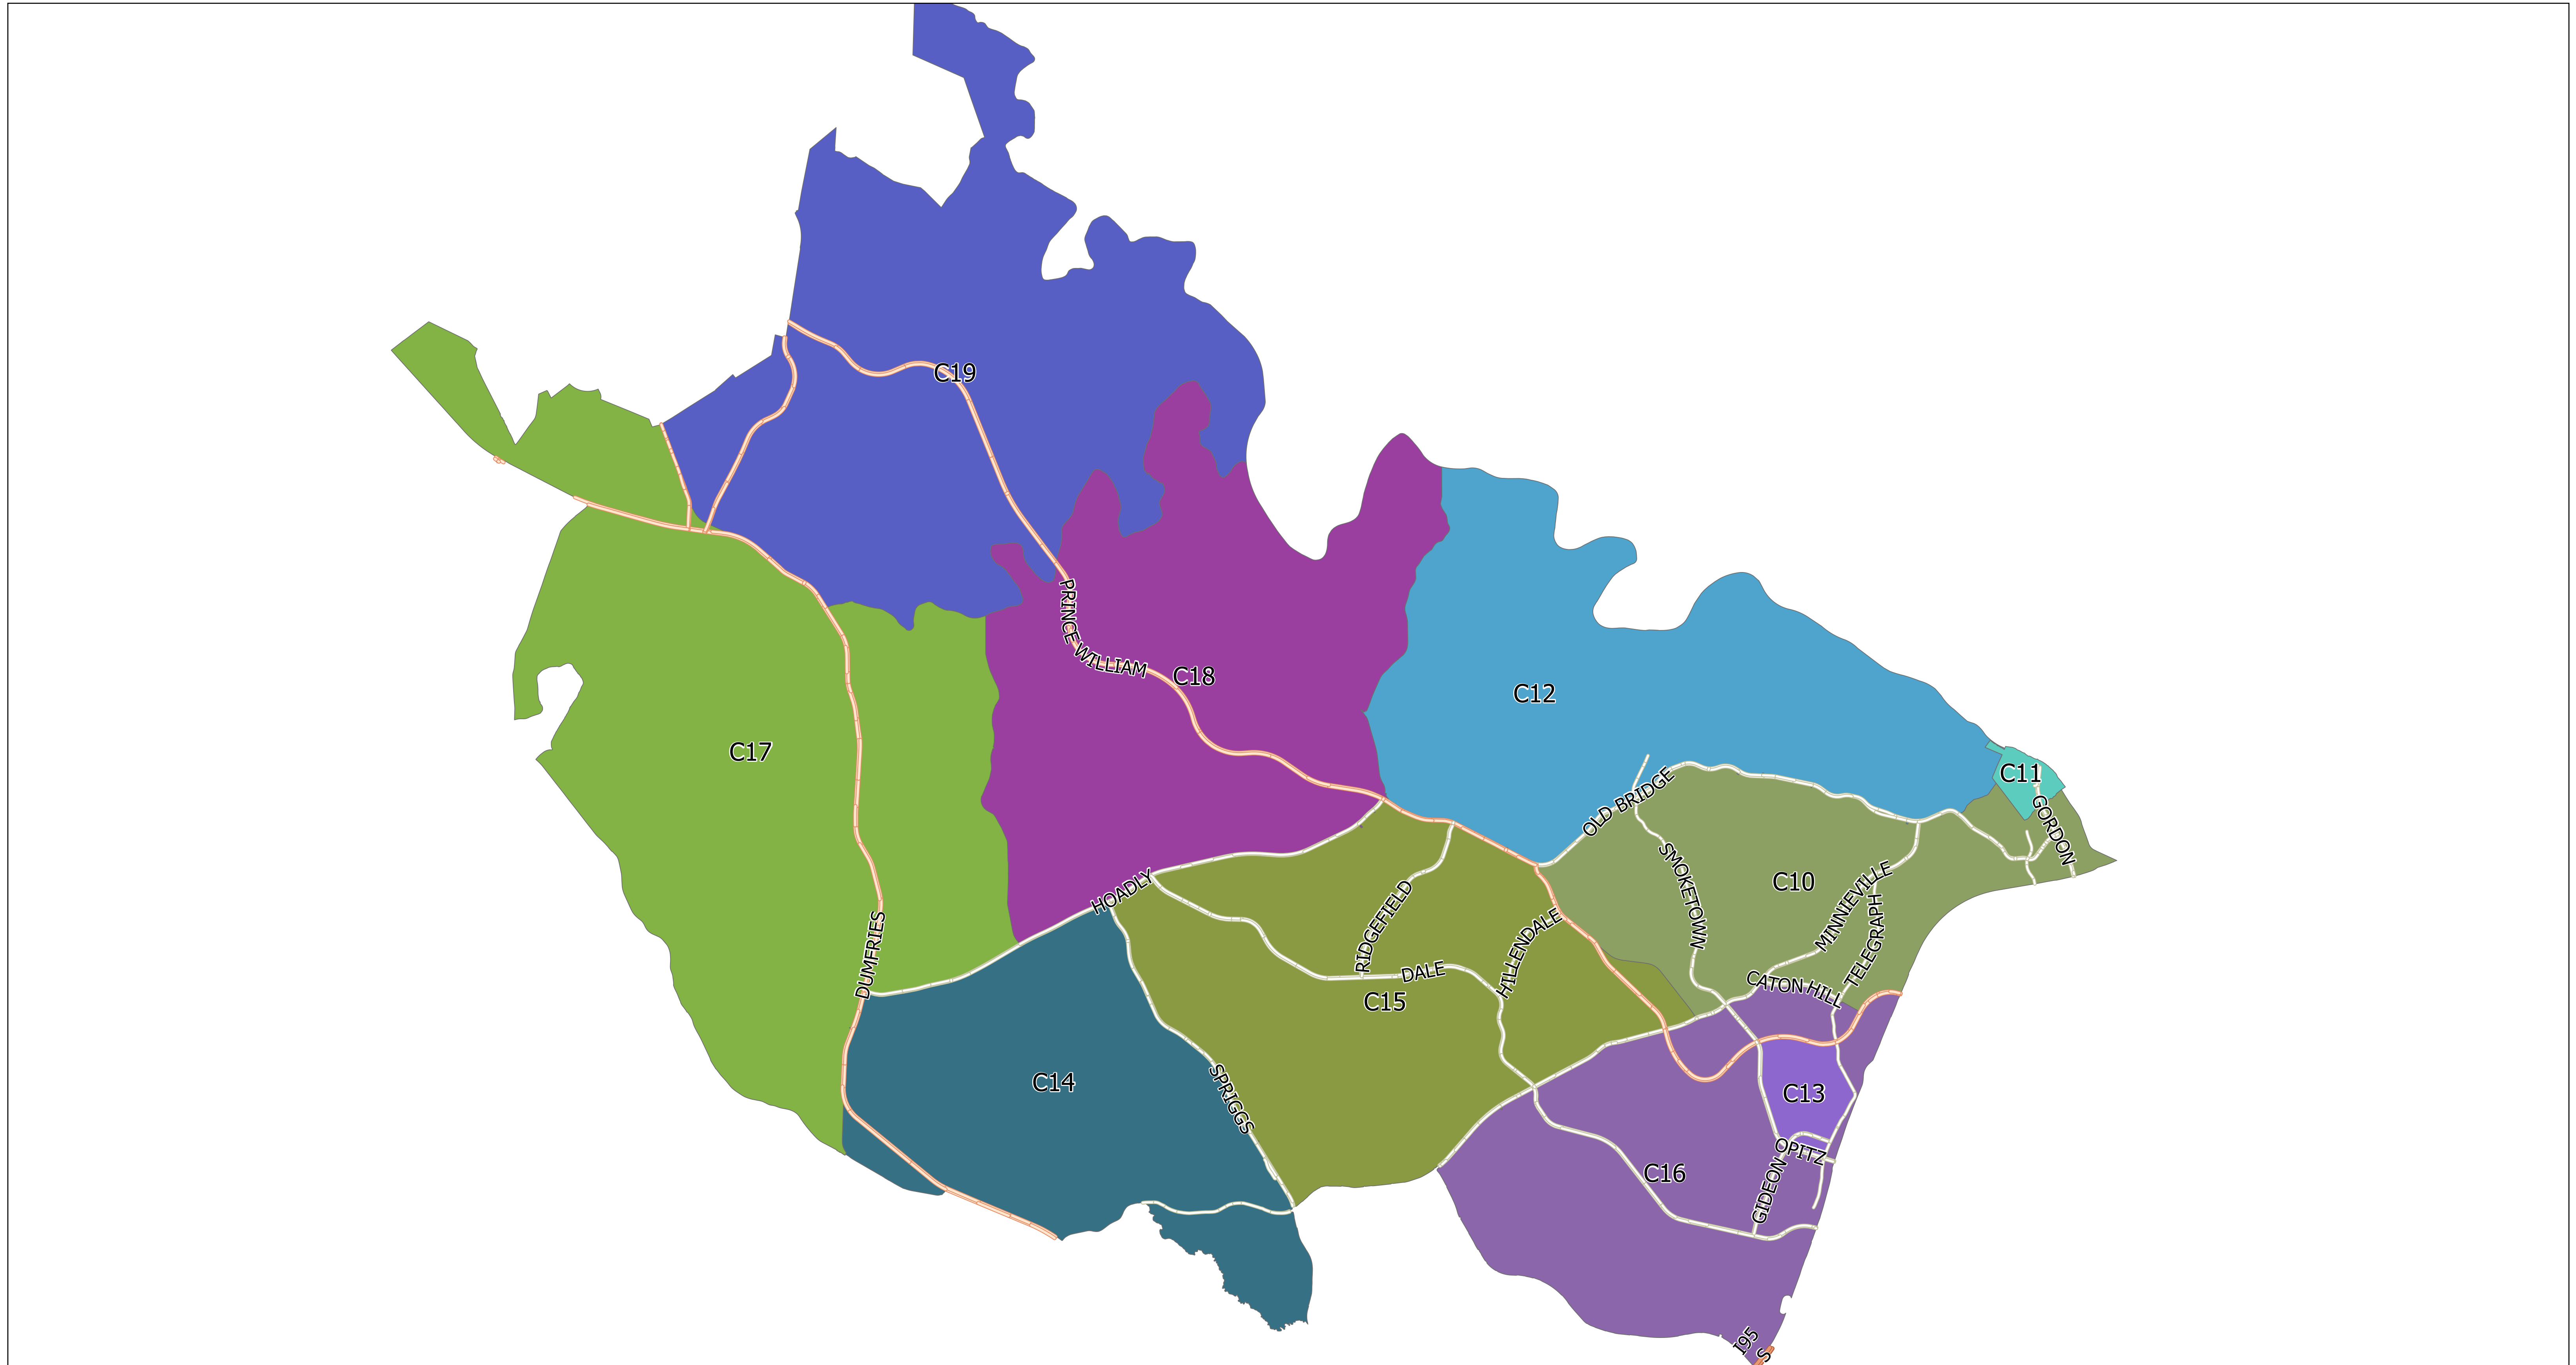 C19
PRINCE WILLIAM
C18
C12
C17
C11
OLD BRIDGE
GORDON
SMOKETOWN
C10
MINNIEVILLE
TELEGRAPH
HOADLY
RIDGEFIELD
HILLENDALE
DUMFRIES
DALE
CATON HILL
C15
C14
C13
SPRIGGS
OPITZ
C16
GIDEON
I95
S